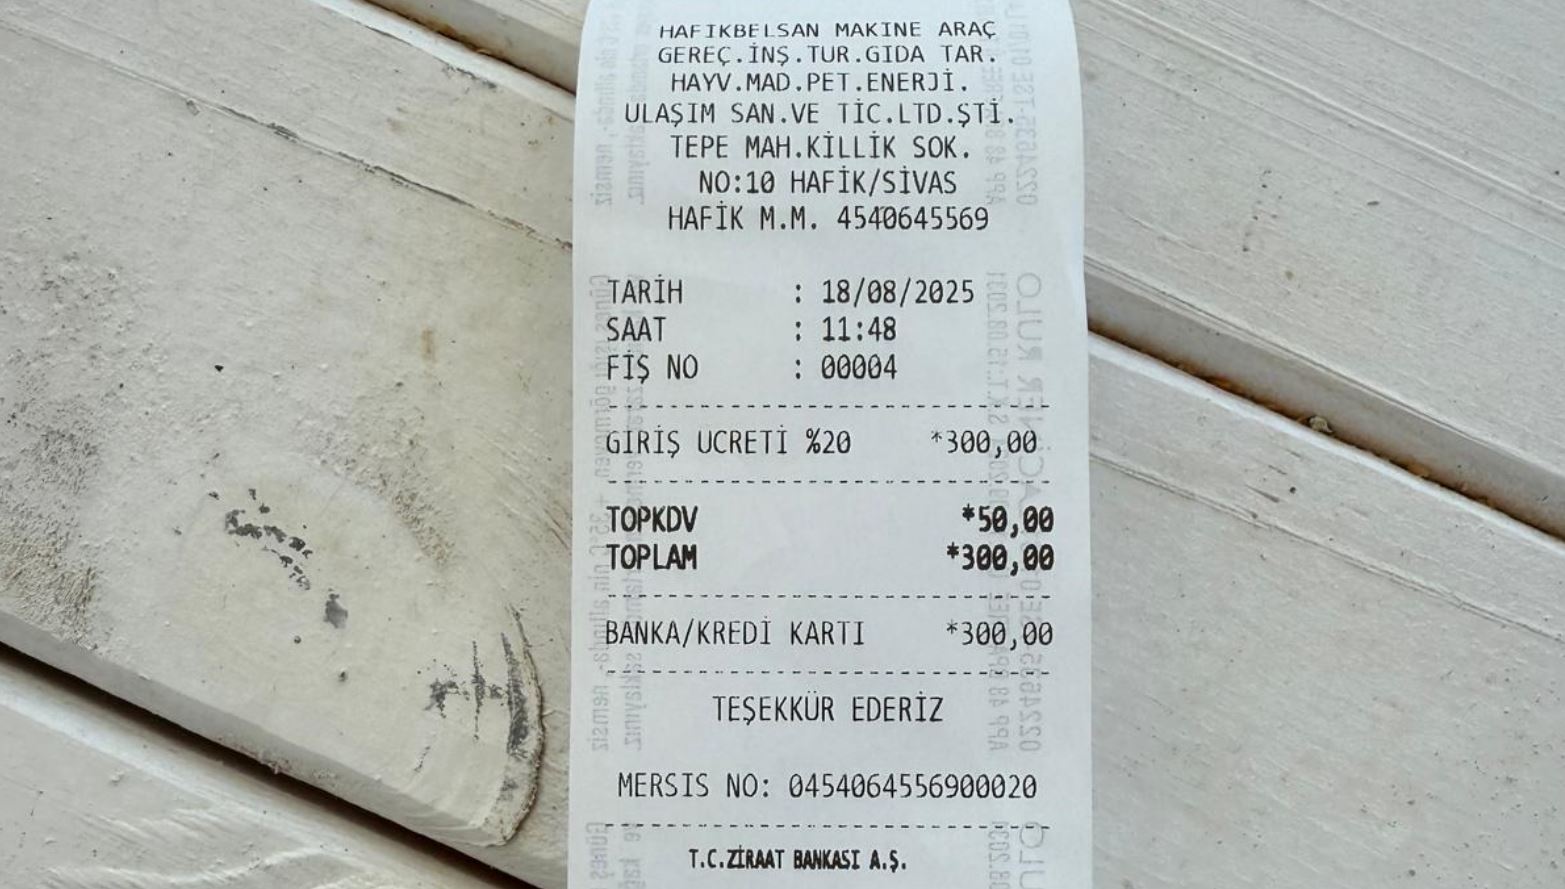 HAFIKBELSAN MAKINE ARAÇ
GEREÇ.İNŞ.TUR.GIDA TAR.
HAYV.MAD.PET.ENERJİ.
ULAŞIM SAN.VE TİC.LTD.ŞTİ.
TEPE MAH.KİLLİK SOK.
NO:10 HAFİK/SİVAS
HAFİK M.M. 4540645569
TARİH : 18/08/2025
SAAT : 11:48
FİŞ NO : 00004
GIRİŞ UCRETİ %20 *300,00
TOPKDV *50,00
TOPLAM *300,00
BANKA/KREDİ KARTI *300,00
TEŞEKKÜR EDERİZ
MERSIS NO: 0454064556900020
T.C.ZİRAAT BANKASI A.Ş.